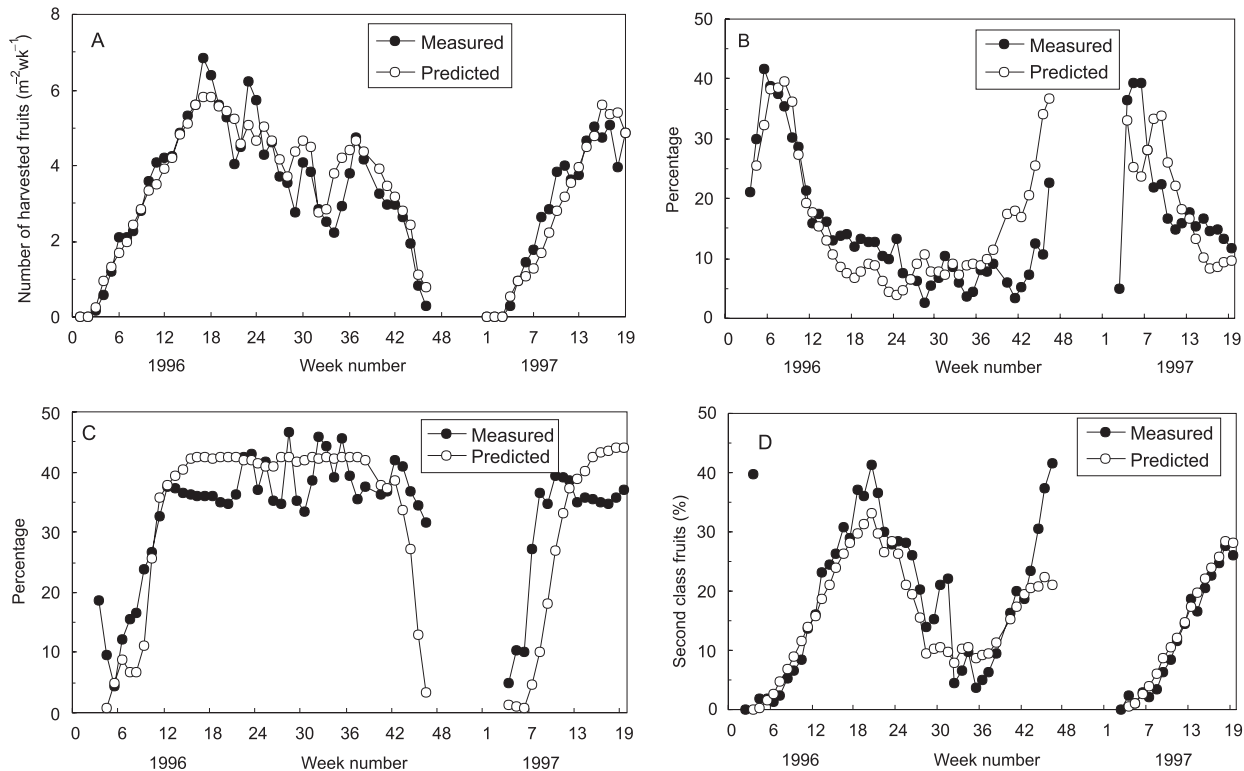 A
Measured
Predicted
Number of harvested fruits (m⁻²wk⁻¹)
8
6
4
2
0
0 6 12 18 24 30 36 42 48 1 7 13 19
1996 Week number 1997
B
Measured
Predicted
Percentage
50
40
30
20
10
0
0 6 12 18 24 30 36 42 48 1 7 13 19
1996 Week number 1997
C
Measured
Predicted
Percentage
50
40
30
20
10
0
0 6 12 18 24 30 36 42 48 1 7 13 19
1996 Week number 1997
D
Measured
Predicted
Second class fruits (%)
50
40
30
20
10
0
0 6 12 18 24 30 36 42 48 1 7 13 19
1996 Week number 1997